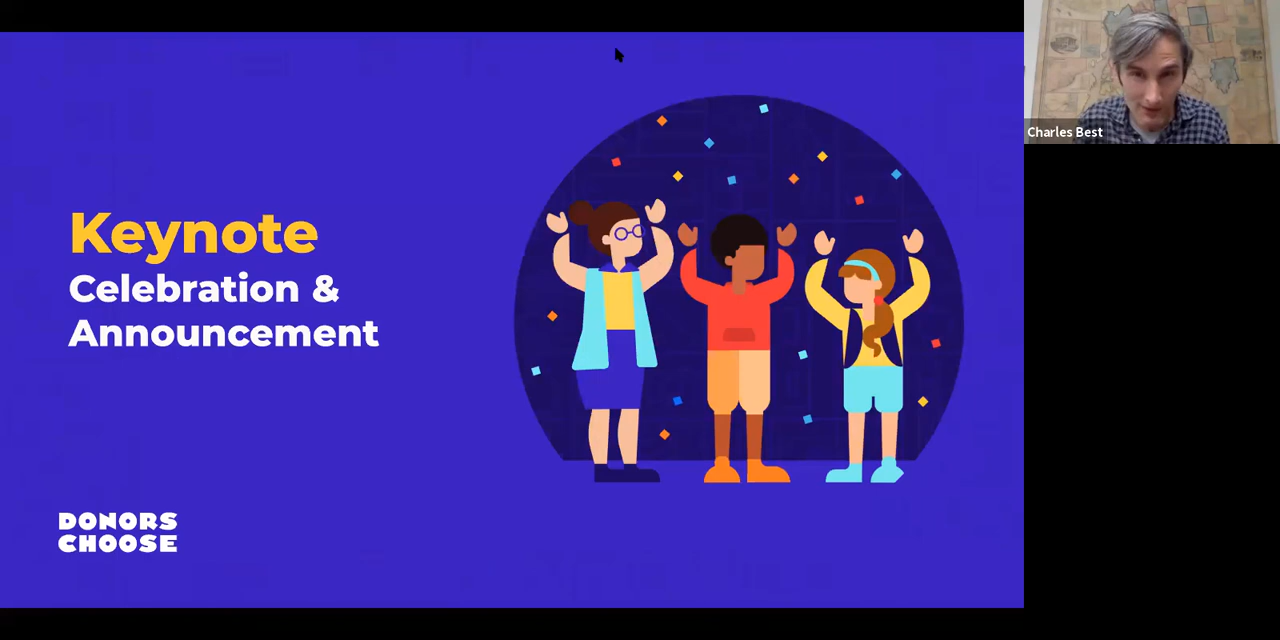 Keynote
Celebration &
Announcement
DONORS
CHOOSE
Charles Best